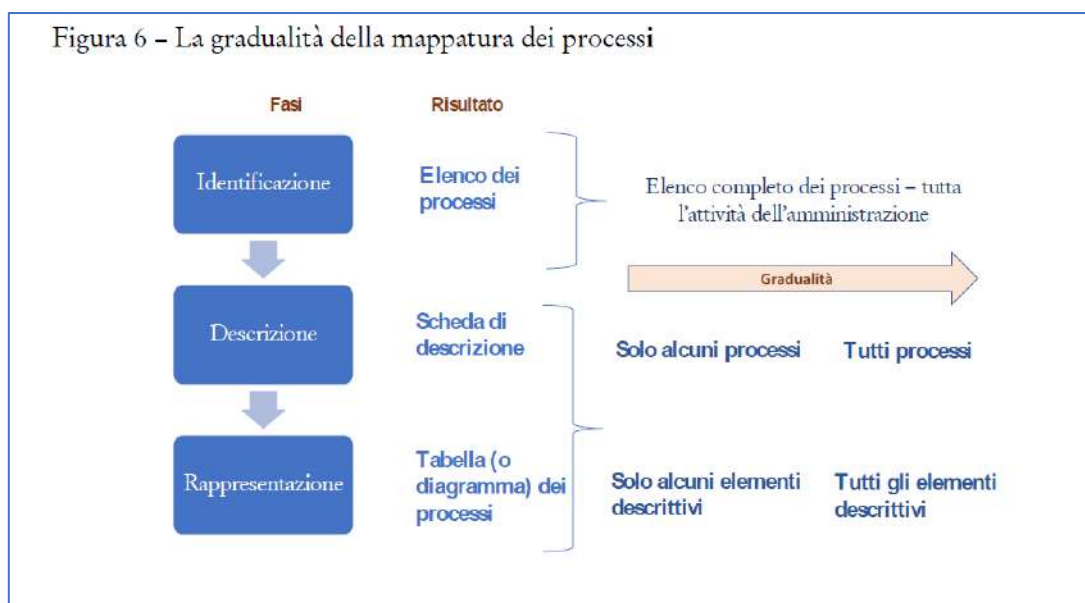 Figura 6 – La gradualità della mappatura dei processi
Fasi
Risultato
Identificazione
Elenco dei
processi
Elenco completo dei processi – tutta
l'attività dell'amministrazione
Gradualità
Descrizione
Scheda di
descrizione
Solo alcuni processi
Tutti processi
Rappresentazione
Tabella (o
diagramma) dei
processi
Solo alcuni elementi
descrittivi
Tutti gli elementi
descrittivi